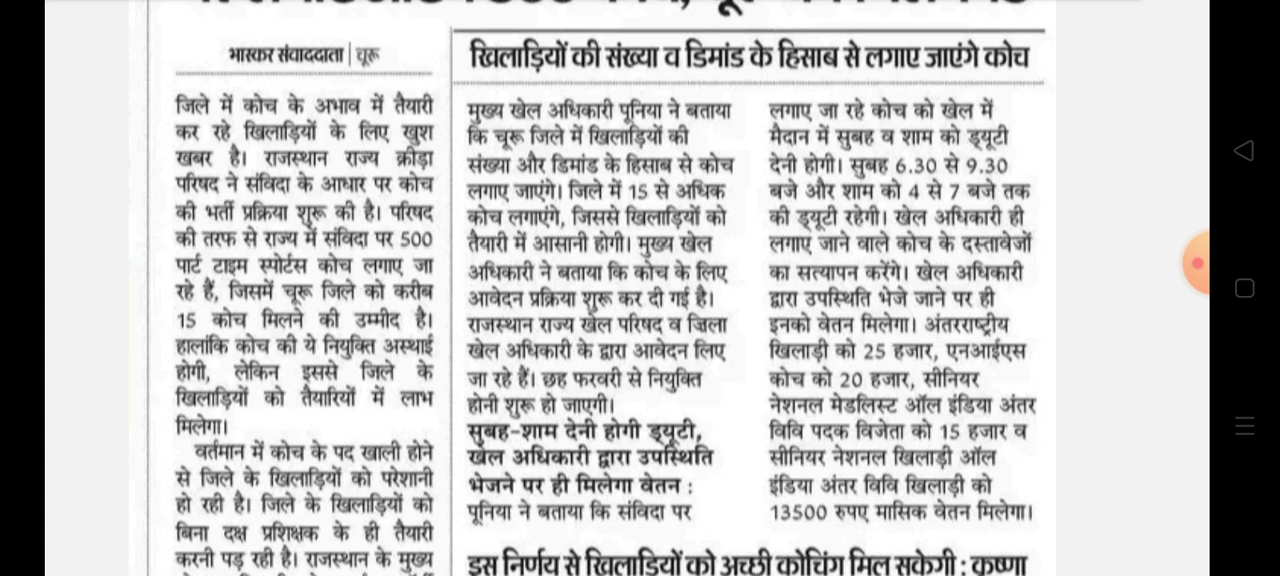 भास्कर संवाददाता | चूरू
जिले में कोच के अभाव में तैयारी
कर रहे खिलाड़ियों के लिए खुश
खबर है। राजस्थान राज्य क्रीड़ा
परिषद ने संविदा के आधार पर कोच
की भर्ती प्रक्रिया शुरू की है। परिषद
की तरफ से राज्य में संविदा पर 500
पार्ट टाइम स्पोर्टस कोच लगाए जा
रहे हैं, जिसमें चूरू जिले को करीब
15 कोच मिलने की उम्मीद है।
हालांकि कोच की ये नियुक्ति अस्थाई
होगी, लेकिन इससे जिले के
खिलाड़ियों को तैयारियों में लाभ
मिलेगा।
वर्तमान में कोच के पद खाली होने
से जिले के खिलाड़ियों को परेशानी
हो रही है। जिले के खिलाड़ियों को
बिना दक्ष प्रशिक्षक के ही तैयारी
करनी पड़ रही है। राजस्थान के मुख्य
खिलाड़ियों की संख्या व डिमांड के हिसाब से लगाए जाएंगे कोच
मुख्य खेल अधिकारी पूनिया ने बताया
कि चूरू जिले में खिलाड़ियों की
संख्या और डिमांड के हिसाब से कोच
लगाए जाएंगे। जिले में 15 से अधिक
कोच लगाएंगे, जिससे खिलाड़ियों को
तैयारी में आसानी होगी। मुख्य खेल
अधिकारी ने बताया कि कोच के लिए
आवेदन प्रक्रिया शुरू कर दी गई है।
राजस्थान राज्य खेल परिषद व जिला
खेल अधिकारी के द्वारा आवेदन लिए
जा रहे हैं। छह फरवरी से नियुक्ति
होनी शुरू हो जाएगी।
सुबह-शाम देनी होगी ड्यूटी,
खेल अधिकारी द्वारा उपस्थिति
भेजने पर ही मिलेगा वेतन :
पूनिया ने बताया कि संविदा पर
लगाए जा रहे कोच को खेल में
मैदान में सुबह व शाम को ड्यूटी
देनी होगी। सुबह 6.30 से 9.30
बजे और शाम को 4 से 7 बजे तक
की ड्यूटी रहेगी। खेल अधिकारी ही
लगाए जाने वाले कोच के दस्तावेजों
का सत्यापन करेंगे। खेल अधिकारी
द्वारा उपस्थिति भेजे जाने पर ही
इनको वेतन मिलेगा। अंतरराष्ट्रीय
खिलाड़ी को 25 हजार, एनआईएस
कोच को 20 हजार, सीनियर
नेशनल मेडलिस्ट ऑल इंडिया अंतर
विवि पदक विजेता को 15 हजार व
सीनियर नेशनल खिलाड़ी ऑल
इंडिया अंतर विवि खिलाड़ी को
13500 रुपए मासिक वेतन मिलेगा।
इस निर्णय से खिलाड़ियों को अच्छी कोचिंग मिल सकेगी : कृष्णा